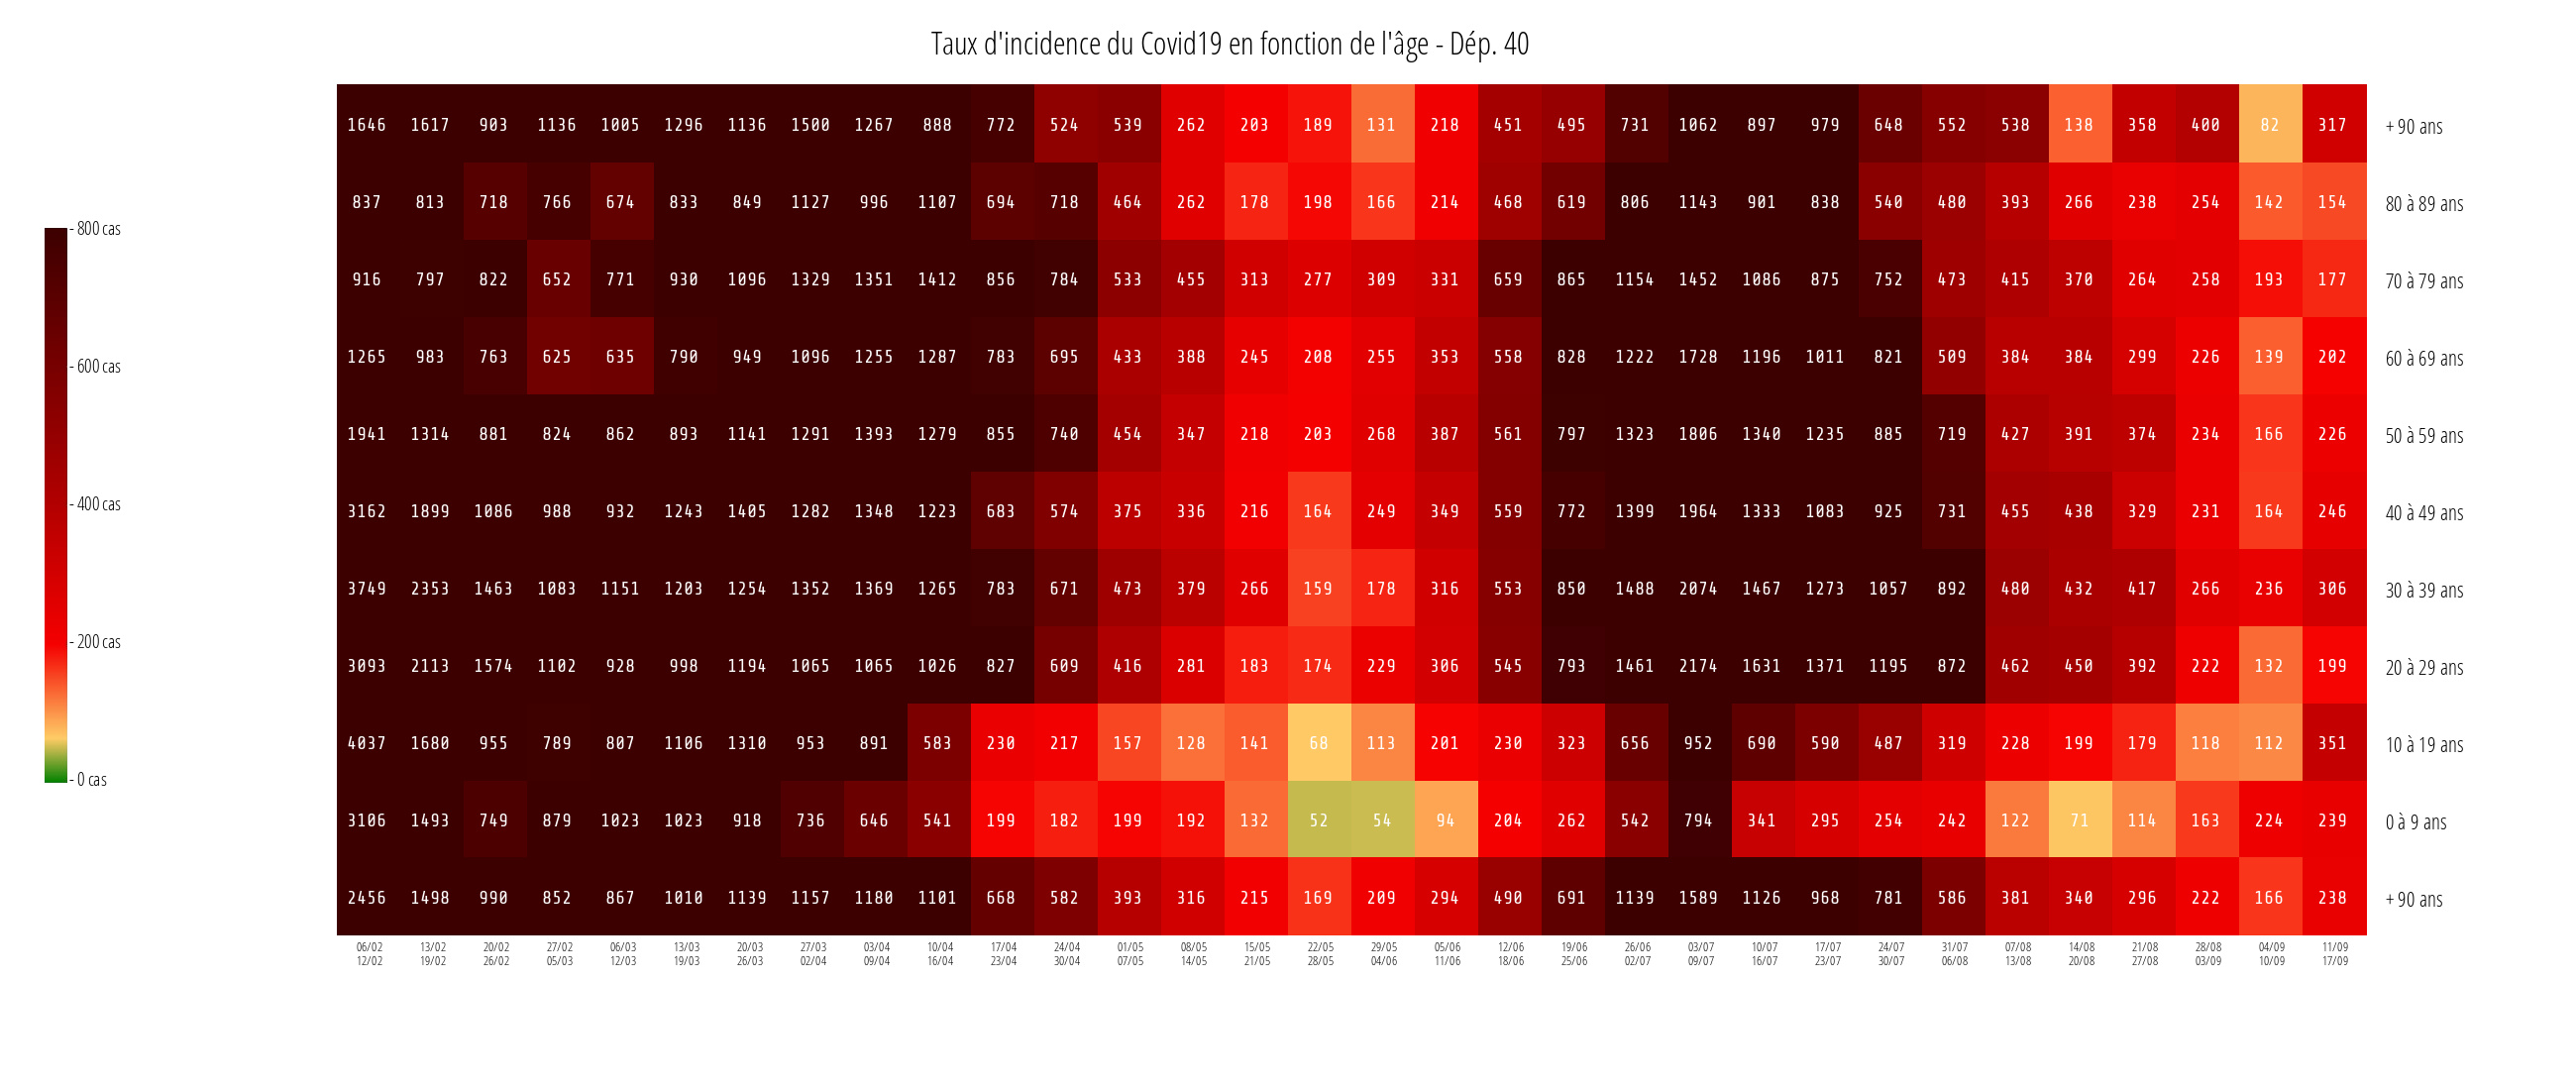 Taux d'incidence du Covid19 en fonction de l'âge - Dép. 40
- 800 cas
- 600 cas
- 400 cas
- 200 cas
- 0 cas
1646 1617 903 1136 1005 1296 1136 1500 1267 888 772 524 539 262 203 189 131 218 451 495 731 1062 897 979 648 552 538 138 358 400 82 317 + 90 ans
837 813 718 766 674 833 849 1127 996 1107 694 718 464 262 178 198 166 214 468 619 806 1143 901 838 540 480 393 266 238 254 142 154 80 à 89 ans
916 797 822 652 771 930 1096 1329 1351 1412 856 784 533 455 313 277 309 331 659 865 1154 1452 1086 875 752 473 415 370 264 258 193 177 70 à 79 ans
1265 983 763 625 635 790 949 1096 1255 1287 783 695 433 388 245 208 255 353 558 828 1222 1728 1196 1011 821 509 384 384 299 226 139 202 60 à 69 ans
1941 1314 881 824 862 893 1141 1291 1393 1279 855 740 454 347 218 203 268 387 561 797 1323 1806 1340 1235 885 719 427 391 374 234 166 226 50 à 59 ans
3162 1899 1086 988 932 1243 1405 1282 1348 1223 683 574 375 336 216 164 249 349 559 772 1399 1964 1333 1083 925 731 455 438 329 231 164 246 40 à 49 ans
3749 2353 1463 1083 1151 1203 1254 1352 1369 1265 783 671 473 379 266 159 178 316 553 850 1488 2074 1467 1273 1057 892 480 432 417 266 236 306 30 à 39 ans
3093 2113 1574 1102 928 998 1194 1065 1065 1026 827 609 416 281 183 174 229 306 545 793 1461 2174 1631 1371 1195 872 462 450 392 222 132 199 20 à 29 ans
4037 1680 955 789 807 1106 1310 953 891 583 230 217 157 128 141 68 113 201 230 323 656 952 690 590 487 319 228 199 179 118 112 351 10 à 19 ans
3106 1493 749 879 1023 1023 918 736 646 541 199 182 199 192 132 52 54 94 204 262 542 794 341 295 254 242 122 71 114 163 224 239 0 à 9 ans
2456 1498 990 852 867 1010 1139 1157 1180 1101 668 582 393 316 215 169 209 294 490 691 1139 1589 1126 968 781 586 381 340 296 222 166 238 + 90 ans
06/02 13/02 20/02 27/02 06/03 13/03 20/03 27/03 03/04 10/04 17/04 24/04 01/05 08/05 15/05 22/05 29/05 05/06 12/06 19/06 26/06 03/07 10/07 17/07 24/07 31/07 07/08 14/08 21/08 28/08 04/09 11/09
12/02 19/02 26/02 05/03 12/03 19/03 26/03 02/04 09/04 16/04 23/04 30/04 07/05 14/05 21/05 28/05 04/06 11/06 18/06 25/06 02/07 09/07 16/07 23/07 30/07 06/08 13/08 20/08 27/08 03/09 10/09 17/09